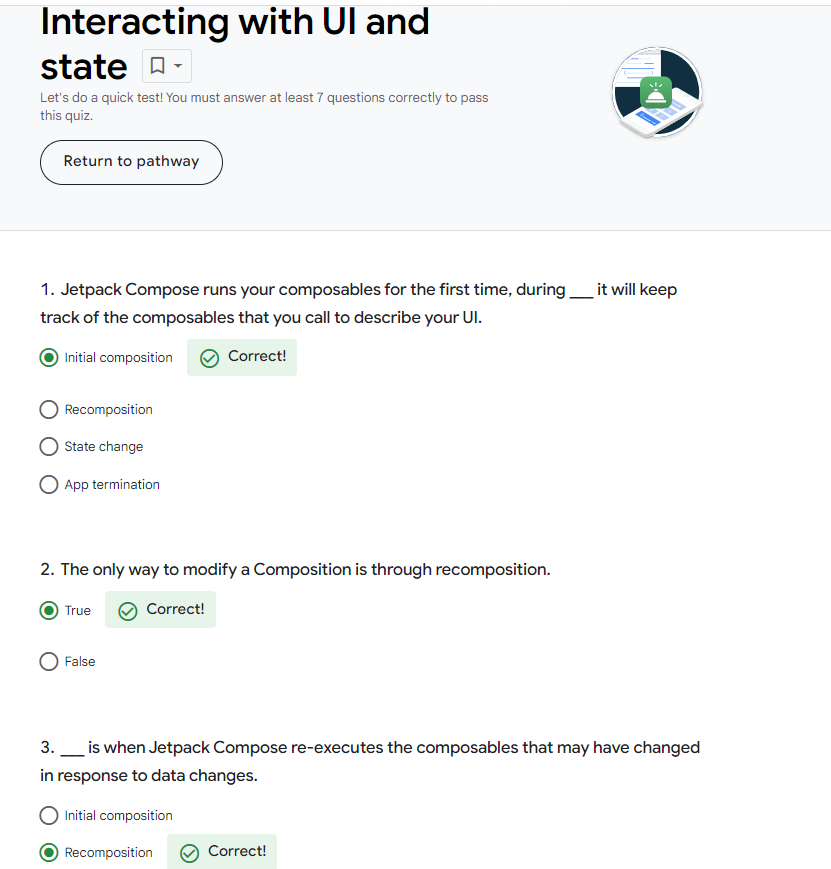 Interacting with UI and
state
Let's do a quick test! You must answer at least 7 questions correctly to pass
this quiz.
Return to pathway
1. Jetpack Compose runs your composables for the first time, during ___ it will keep
track of the composables that you call to describe your UI.
Initial composition Correct!
Recomposition
State change
App termination
2. The only way to modify a Composition is through recomposition.
True Correct!
False
3. ___ is when Jetpack Compose re-executes the composables that may have changed
in response to data changes.
Initial composition
Recomposition Correct!